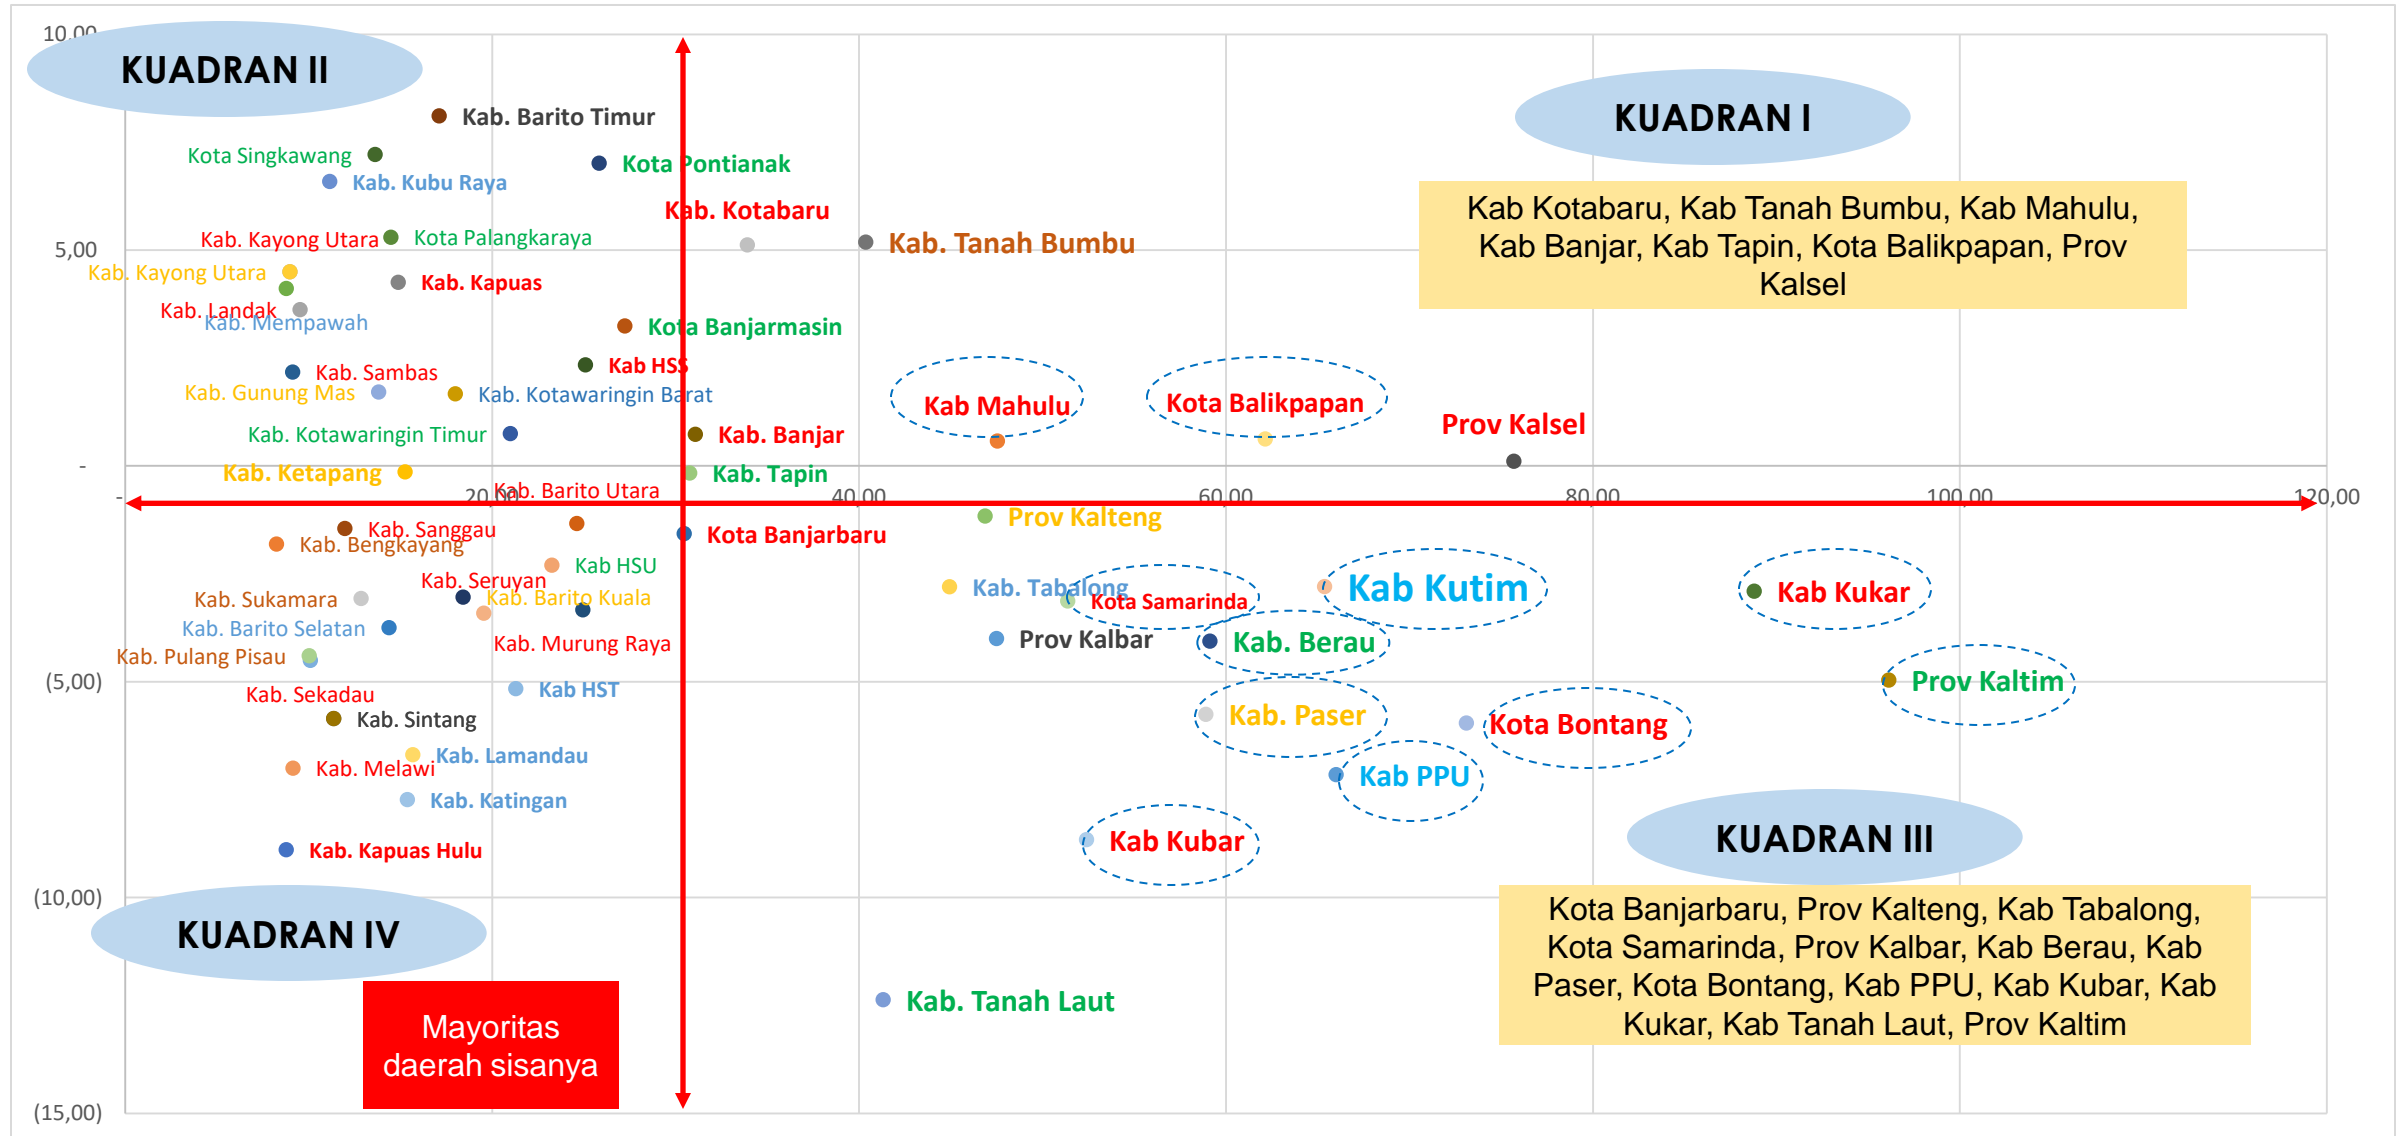 10,00
KUADRAN II
KUADRAN I
Kab. Barito Timur
Kota Singkawang
Kota Pontianak
Kab. Kubu Raya
Kab Kotabaru, Kab Tanah Bumbu, Kab Mahulu,
Kab Banjar, Kab Tapin, Kota Balikpapan, Prov
Kalsel
Kab. Kotabaru
Kab. Kayong Utara
Kota Palangkaraya
Kab. Tanah Bumbu
5,00
Kab. Kayong Utara
Kab. Kapuas
Kab. Landak
Kab. Mempawah
Kota Banjarmasin
Kab HSS
Kab. Sambas
Kab. Gunung Mas
Kab. Kotawaringin Barat
Kab Mahulu
Kota Balikpapan
Prov Kalsel
Kab. Kotawaringin Timur
Kab. Banjar
-
Kab. Ketapang
Kab. Tapin
-
20,00
Kab. Barito Utara
40,00
60,00
80,00
100,00
120,00
Kab. Sanggau
Prov Kalteng
Kota Banjarbaru
Kab. Bengkayang
Kab HSU
Kab. Seruyan
Kab. Tabalong
Kab Kutim
Kab Kukar
Kab. Sukamara
Kab. Barito Kuala
Kota Samarinda
Kab. Barito Selatan
Kab. Murung Raya
Prov Kalbar
Kab. Berau
Kab. Pulang Pisau
(5,00)
Kab. Sekadau
Kab HST
Prov Kaltim
Kab. Sintang
Kab. Paser
Kota Bontang
Kab. Lamandau
Kab. Melawi
Kab PPU
Kab. Katingan
Kab. Kapuas Hulu
Kab Kubar
KUADRAN III
(10,00)
KUADRAN IV
Kota Banjarbaru, Prov Kalteng, Kab Tabalong,
Kota Samarinda, Prov Kalbar, Kab Berau, Kab
Paser, Kota Bontang, Kab PPU, Kab Kubar, Kab
Kukar, Kab Tanah Laut, Prov Kaltim
Kab. Tanah Laut
Mayoritas
daerah sisanya
(15,00)